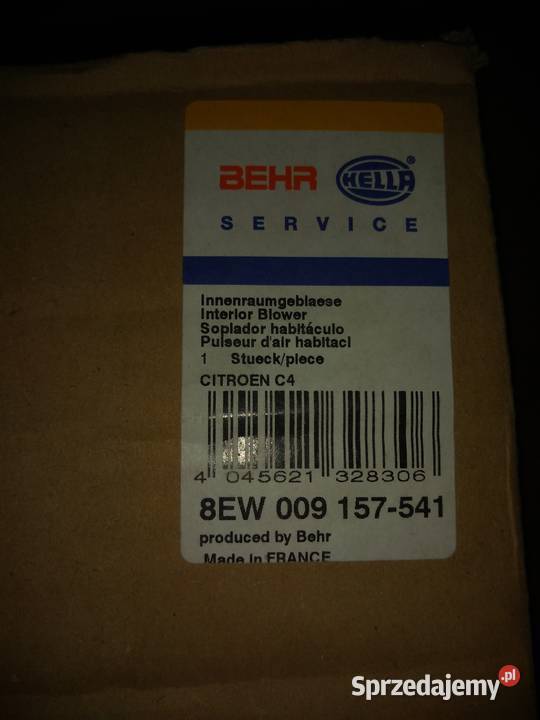 BEHR HELLA®
SERVICE
Innenraumgeblaese
Interior Blower
Soplador habitáculo
Pulseur d'air habitacl
1 Stueck/piece
CITROEN C4
4 045621 328306
8EW 009 157-541
produced by Behr
Made in FRANCE
Sprzedajemy.pl